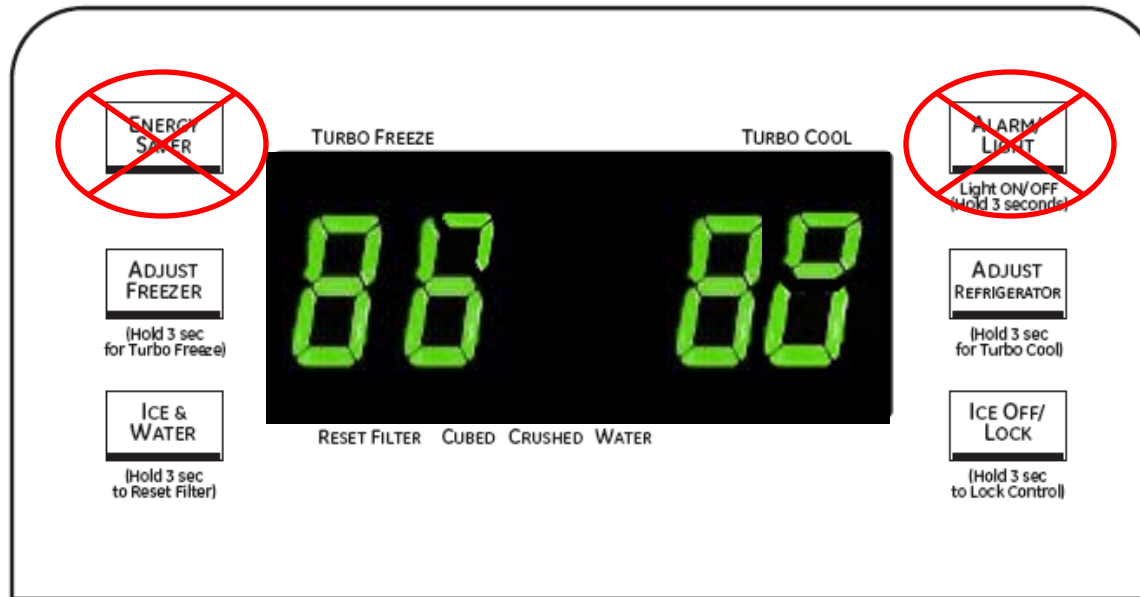 ENERGY SAVER
TURBO FREEZE
TURBO COOL
ALARM/ LIGHT
Light ON/OFF
(Hold 3 seconds)
88 88
ADJUST
FREEZER
(Hold 3 sec
for Turbo Freeze)
ADJUST
REFRIGERATOR
(Hold 3 sec
for Turbo Cool)
ICE &
WATER
(Hold 3 sec
to Reset Filter)
RESET FILTER CUBED CRUSHED WATER
ICE OFF/
LOCK
(Hold 3 sec
to Lock Control)